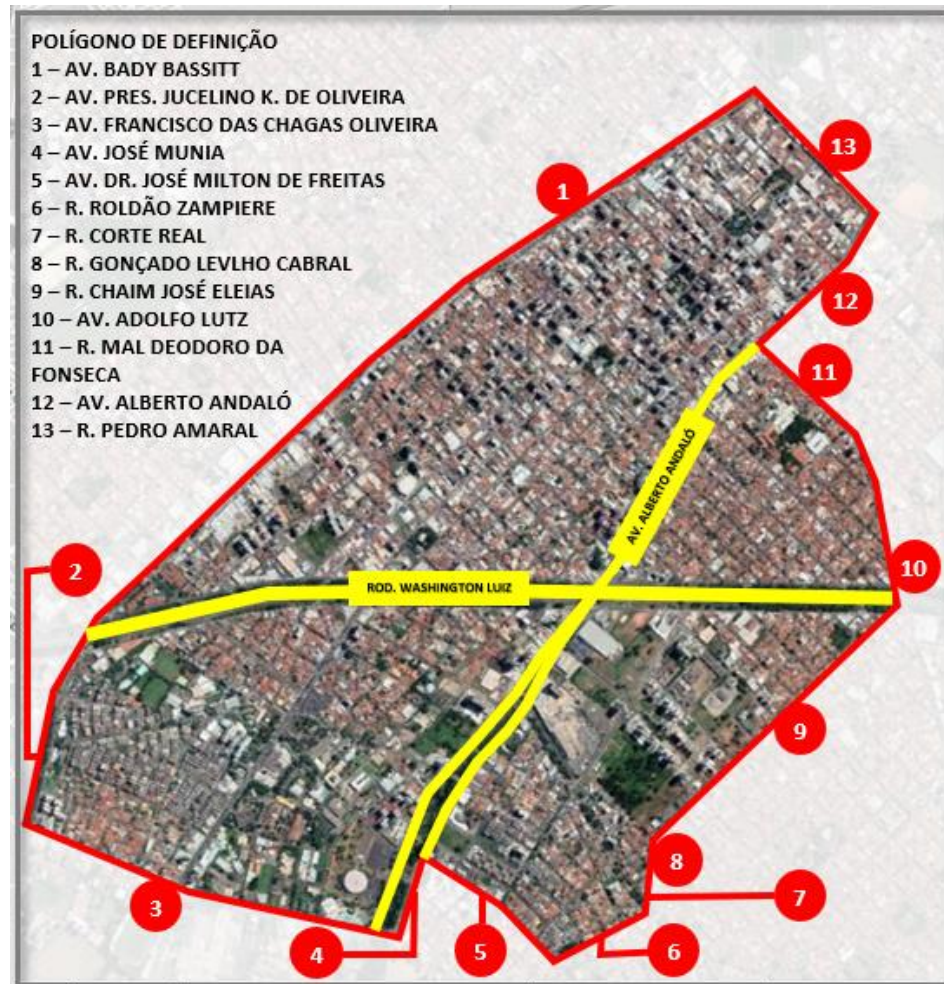 POLÍGONO DE DEFINIÇÃO
1 – AV. BADY BASSITT
2 – AV. PRES. JUCELINO K. DE OLIVEIRA
3 – AV. FRANCISCO DAS CHAGAS OLIVEIRA
4 – AV. JOSÉ MUNIA
5 – AV. DR. JOSÉ MILTON DE FREITAS
6 – R. ROLDÃO ZAMPIERE
7 – R. CORTE REAL
8 – R. GONÇADO LEVLHO CABRAL
9 – R. CHAIM JOSÉ ELEIAS
10 – AV. ADOLFO LUTZ
11 – R. MAL DEODORO DA
FONSECA
12 – AV. ALBERTO ANDALÓ
13 – R. PEDRO AMARAL
13
1
12
11
AV. ALBERTO ANDALÓ
10
2
ROD. WASHINGTON LUIZ
9
8
7
3
4
5
6